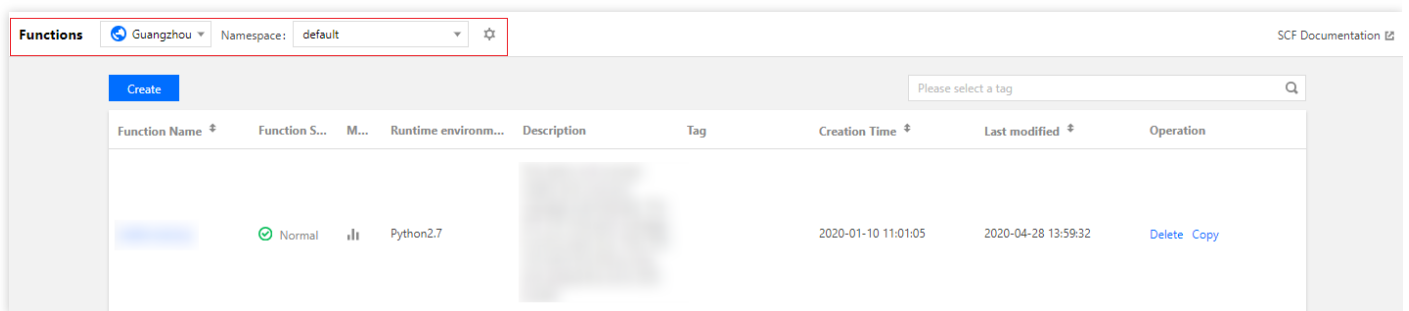 Functions Guangzhou Namespace: default SCF Documentation
Create Please select a tag
Function Name Function S... M... Runtime environm... Description Tag Creation Time Last modified Operation
Normal Python2.7 2020-01-10 11:01:05 2020-04-28 13:59:32 Delete Copy